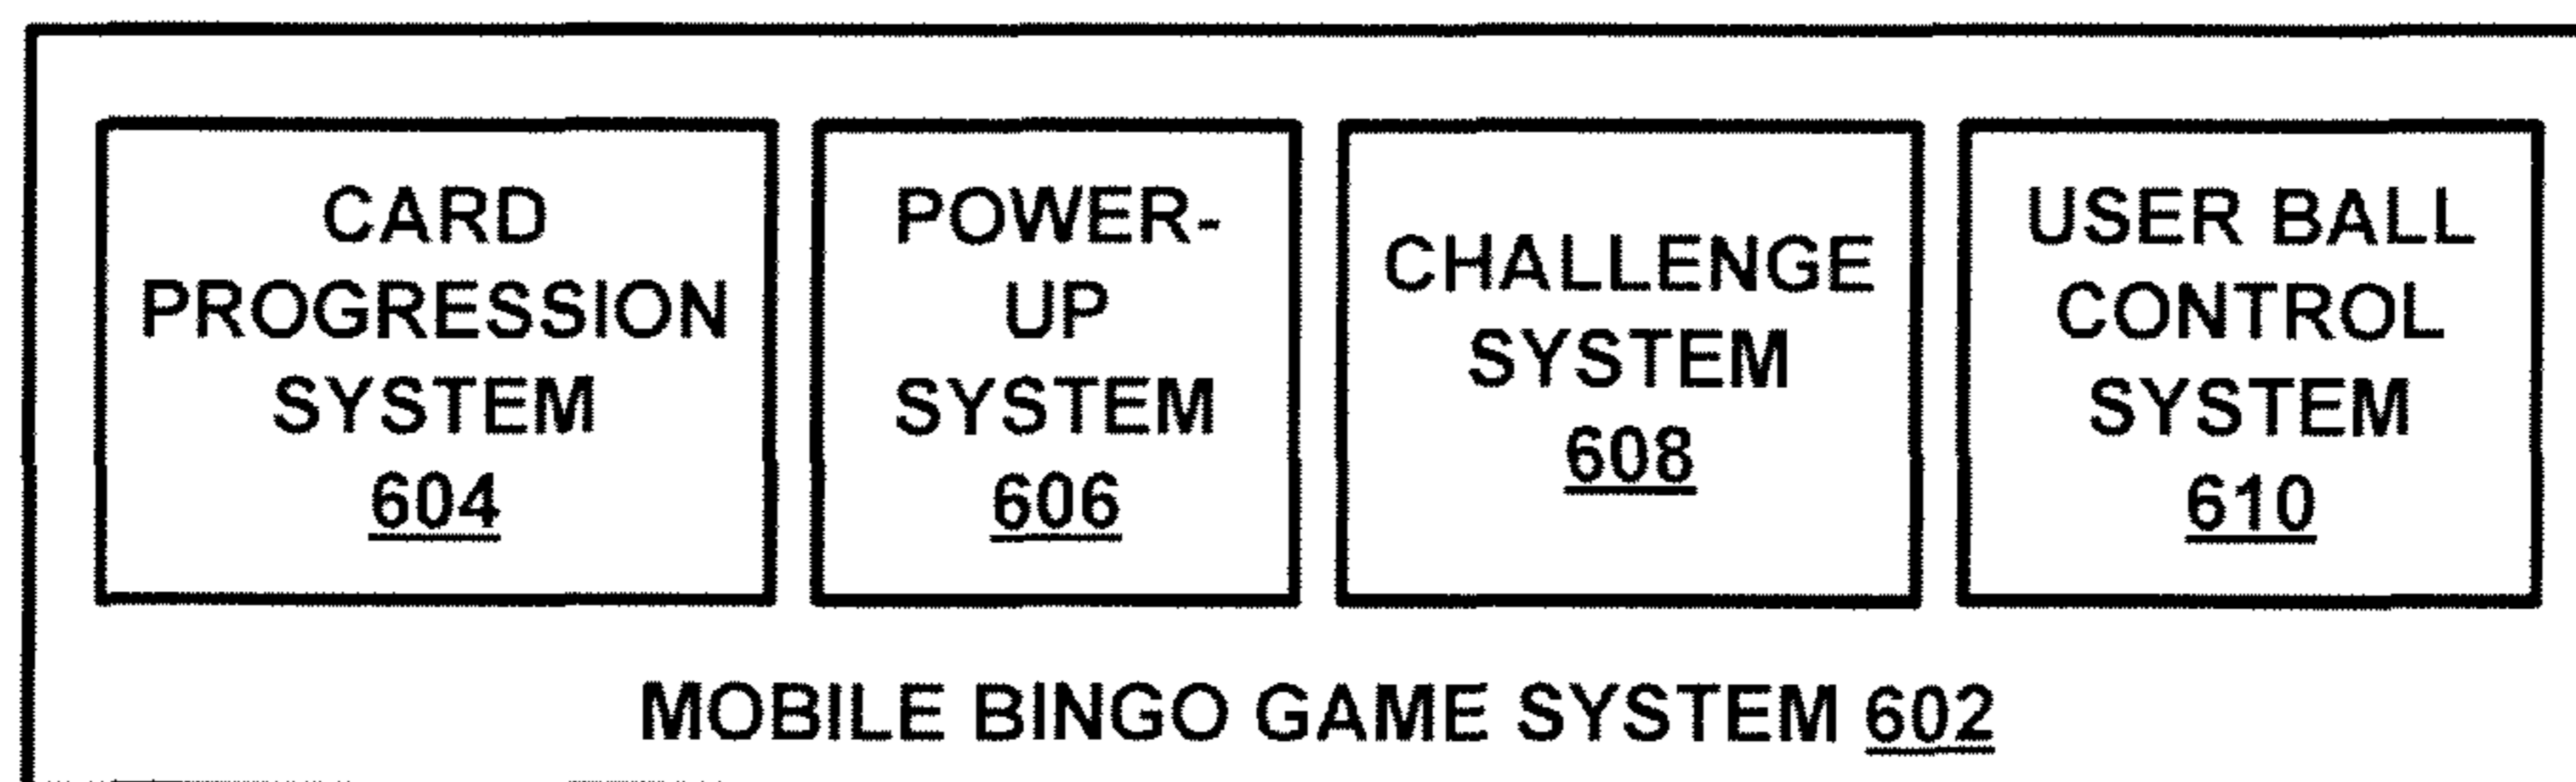 CARD
PROGRESSION
SYSTEM
604
POWER-
UP
SYSTEM
606
CHALLENGE
SYSTEM
608
USER BALL
CONTROL
SYSTEM
610
MOBILE BINGO GAME SYSTEM 602